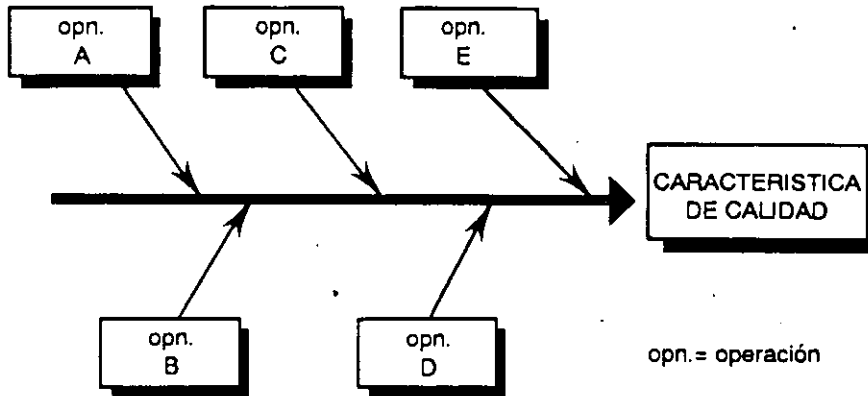 opn.
A
opn.
C
opn.
E
CARACTERISTICA
DE CALIDAD
opn.
B
opn.
D
opn.= operación